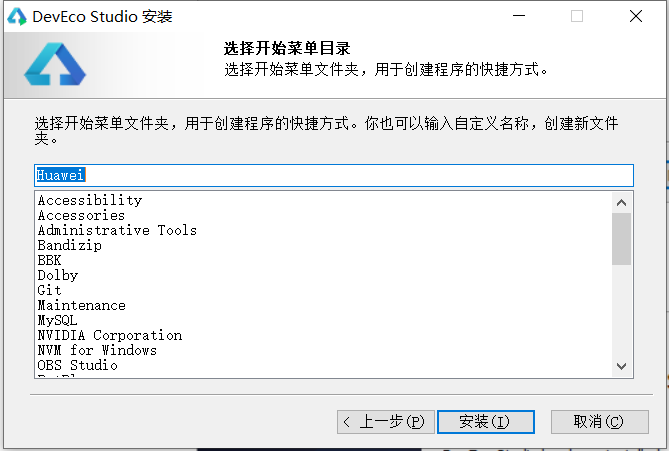 DevEco Studio 安装
选择开始菜单目录
选择开始菜单文件夹，用于创建程序的快捷方式。
选择开始菜单文件夹，用于创建程序的快捷方式。你也可以输入自定义名称，创建新文件
夹。
Huawei
Accessibility
Accessories
Administrative Tools
Bandizip
BBK
Dolby
Git
Maintenance
MySQL
NVIDIA Corporation
NVM for Windows
OBS Studio
< 上一步(P)
安装(I)
取消(C)